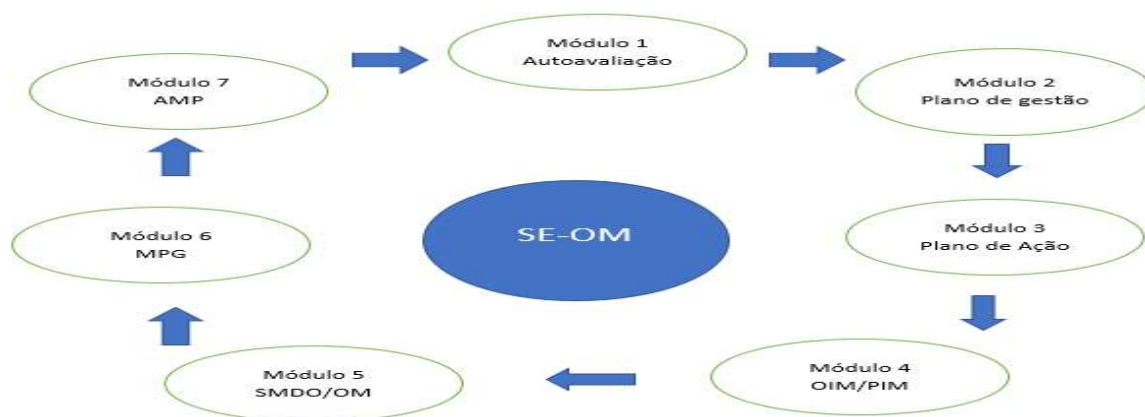 Módulo 1
Autoavaliação
Módulo 2
Plano de gestão
Módulo 3
Plano de Ação
Módulo 4
OIM/PIM
Módulo 5
SMDO/OM
Módulo 6
MPG
Módulo 7
AMP
SE-OM